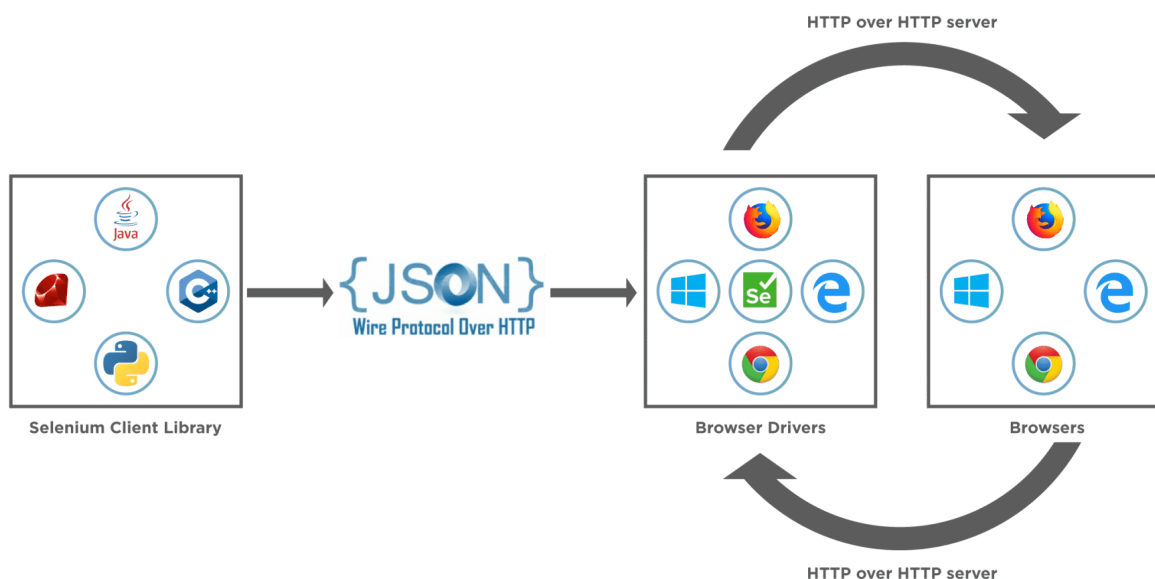 HTTP over HTTP server
Java
C++
Se
{JSON}
Wire Protocol Over HTTP
Selenium Client Library
Browser Drivers
Browsers
HTTP over HTTP server